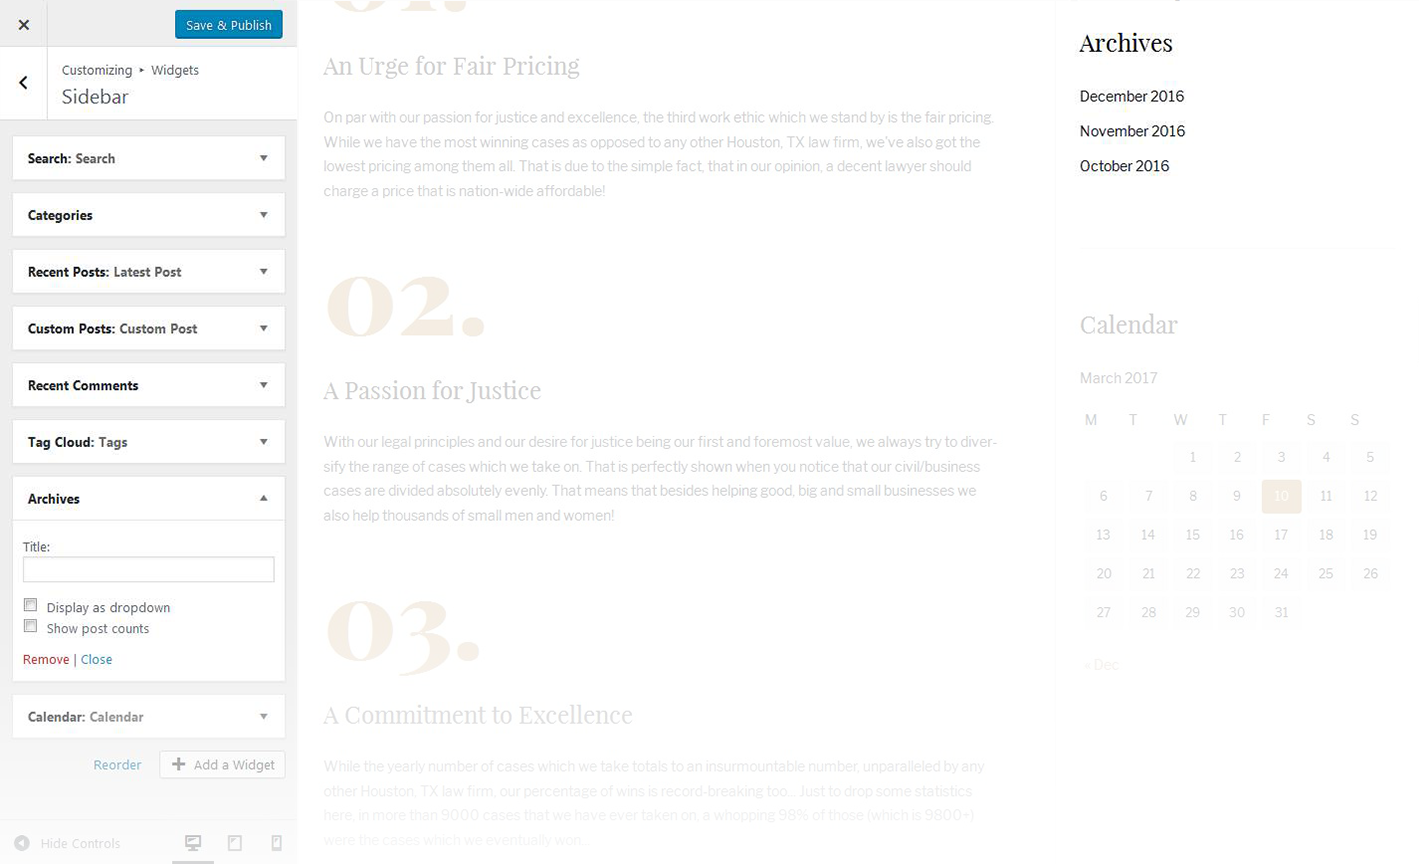 Save & Publish
Customizing ▸ Widgets
Sidebar
Search: Search
Categories
Recent Posts: Latest Post
Custom Posts: Custom Post
Recent Comments
Tag Cloud: Tags
Archives
Title:
Display as dropdown
Show post counts
Remove | Close
Calendar: Calendar
Reorder
Add a Widget
Hide Controls
An Urge for Fair Pricing
On par with our passion for justice and excellence, the third work ethic which we stand by is the fair pricing.
While we have the most winning cases as opposed to any other Houston, TX law firm, we've also got the
lowest pricing among them all. That is due to the simple fact, that in our opinion, a decent lawyer should
charge a price that is nation-wide affordable!
02.
A Passion for Justice
With our legal principles and our desire for justice being our first and foremost value, we always try to diver-
sify the range of cases which we take on. That is perfectly shown when you notice that our civil/business
cases are divided absolutely evenly. That means that besides helping good, big and small businesses we
also help thousands of small men and women!
03.
A Commitment to Excellence
While the yearly number of cases which we take totals to an insurmountable number, unparalleled by any
other Houston, TX law firm, our percentage of wins is record-breaking too... Just to drop some statistics
here, in more than 9000 cases that we have ever taken on, a whopping 98% of those (which is 9800+)
were the cases which we eventually won...
Archives
December 2016
November 2016
October 2016
Calendar
March 2017
M T W T F S S
1 2 3 4 5
6 7 8 9 10 11 12
13 14 15 16 17 18 19
20 21 22 23 24 25 26
27 28 29 30 31
« Dec